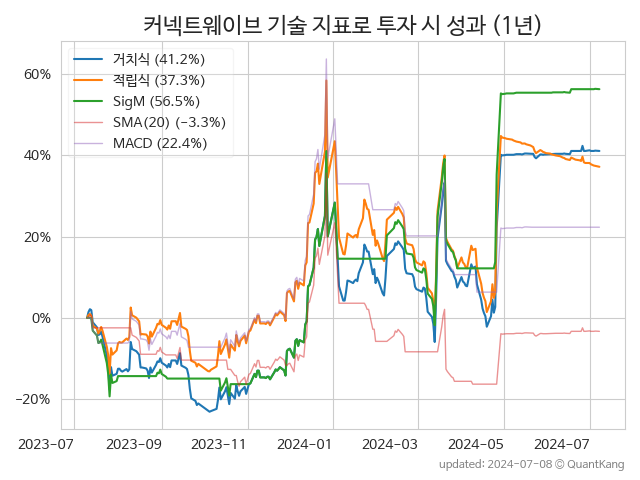 커넥트웨이브 기술 지표로 투자 시 성과 (1년)
거치식 (41.2%)
적립식 (37.3%)
SigM (56.5%)
SMA(20) (-3.3%)
MACD (22.4%)
60%
40%
20%
0%
-20%
2023-07 2023-09 2023-11 2024-01 2024-03 2024-05 2024-07
updated: 2024-07-08 © QuantKang